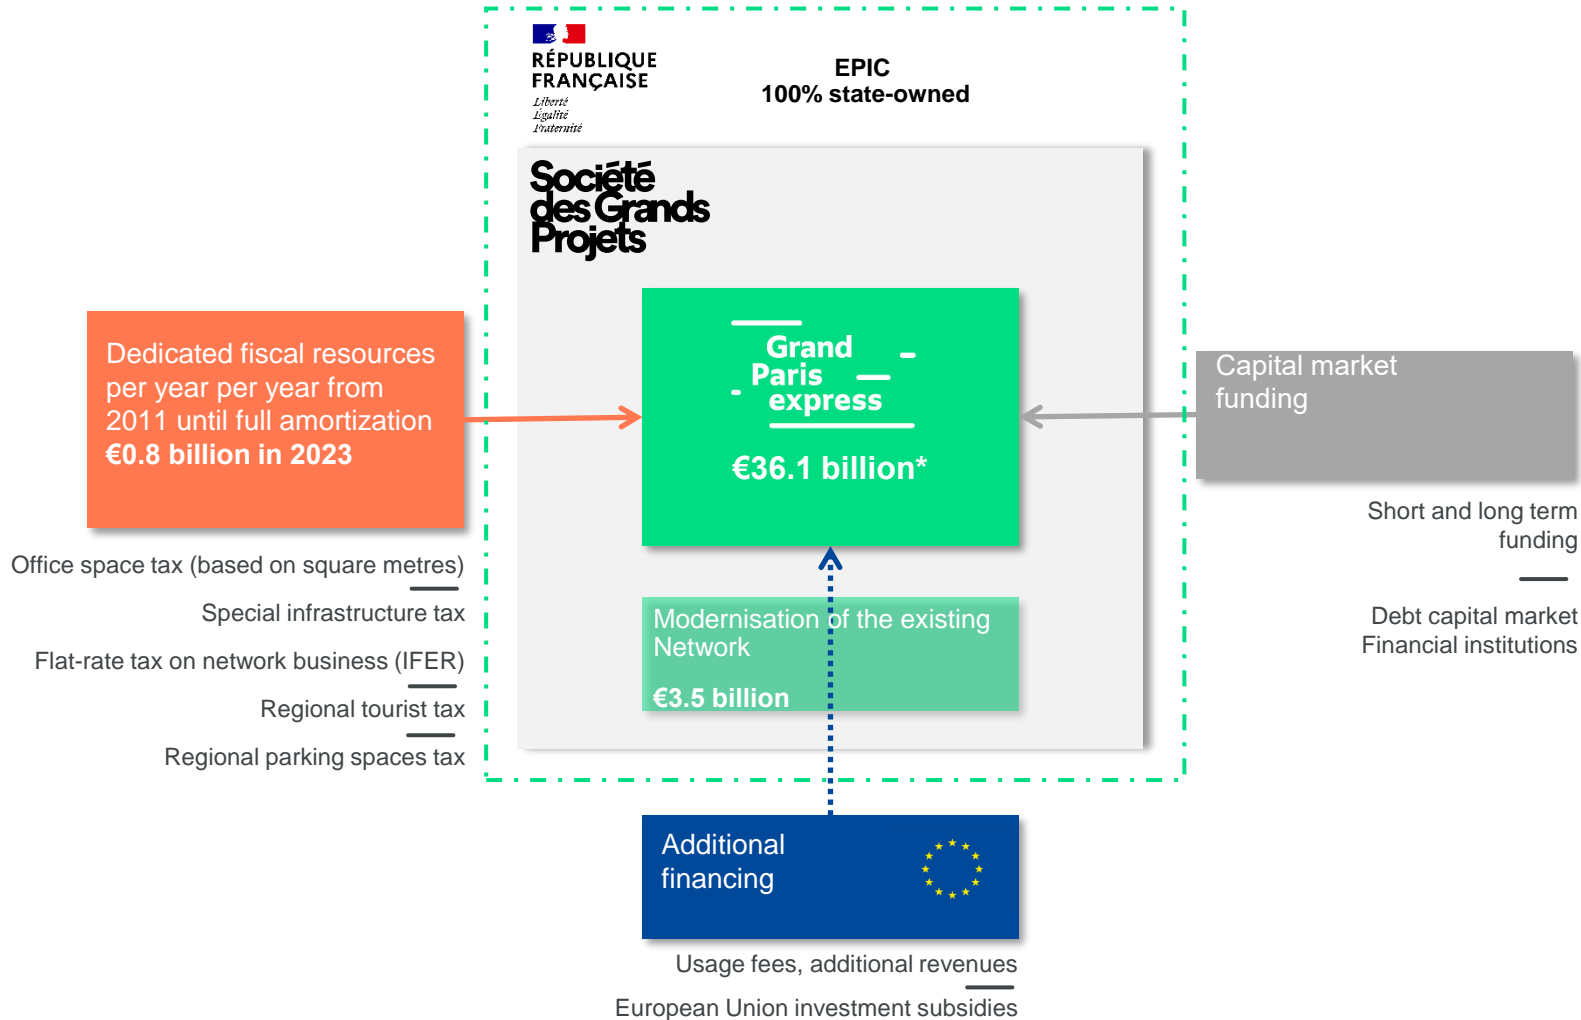 RÉPUBLIQUE
FRANÇAISE
Liberté
Égalité
Fraternité
EPIC
100% state-owned
Société
des Grands
Projets
Grand
Paris
express
€36.1 billion*
Dedicated fiscal resources
per year per year from
2011 until full amortization
€0.8 billion in 2023
Office space tax (based on square metres)
Special infrastructure tax
Flat-rate tax on network business (IFER)
Regional tourist tax
Regional parking spaces tax
Capital market
funding
Short and long term
funding
Debt capital market
Financial institutions
Modernisation of the existing
Network
€3.5 billion
Additional
financing
Usage fees, additional revenues
European Union investment subsidies